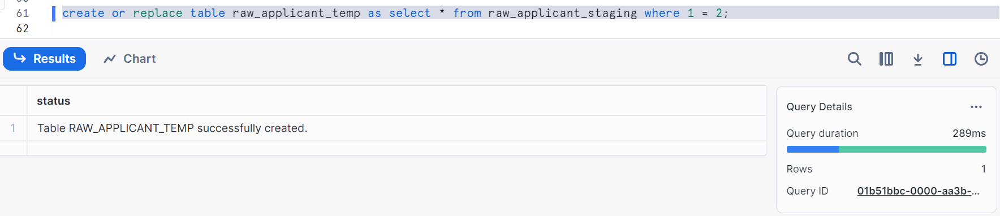 61 create or replace table raw_applicant_temp as select * from raw_applicant_staging where 1 = 2;
62
Results Chart
status
1 Table RAW_APPLICANT_TEMP successfully created.
Query Details ...
Query duration 289ms
Rows 1
Query ID 01b51bbc-0000-aa3b-...